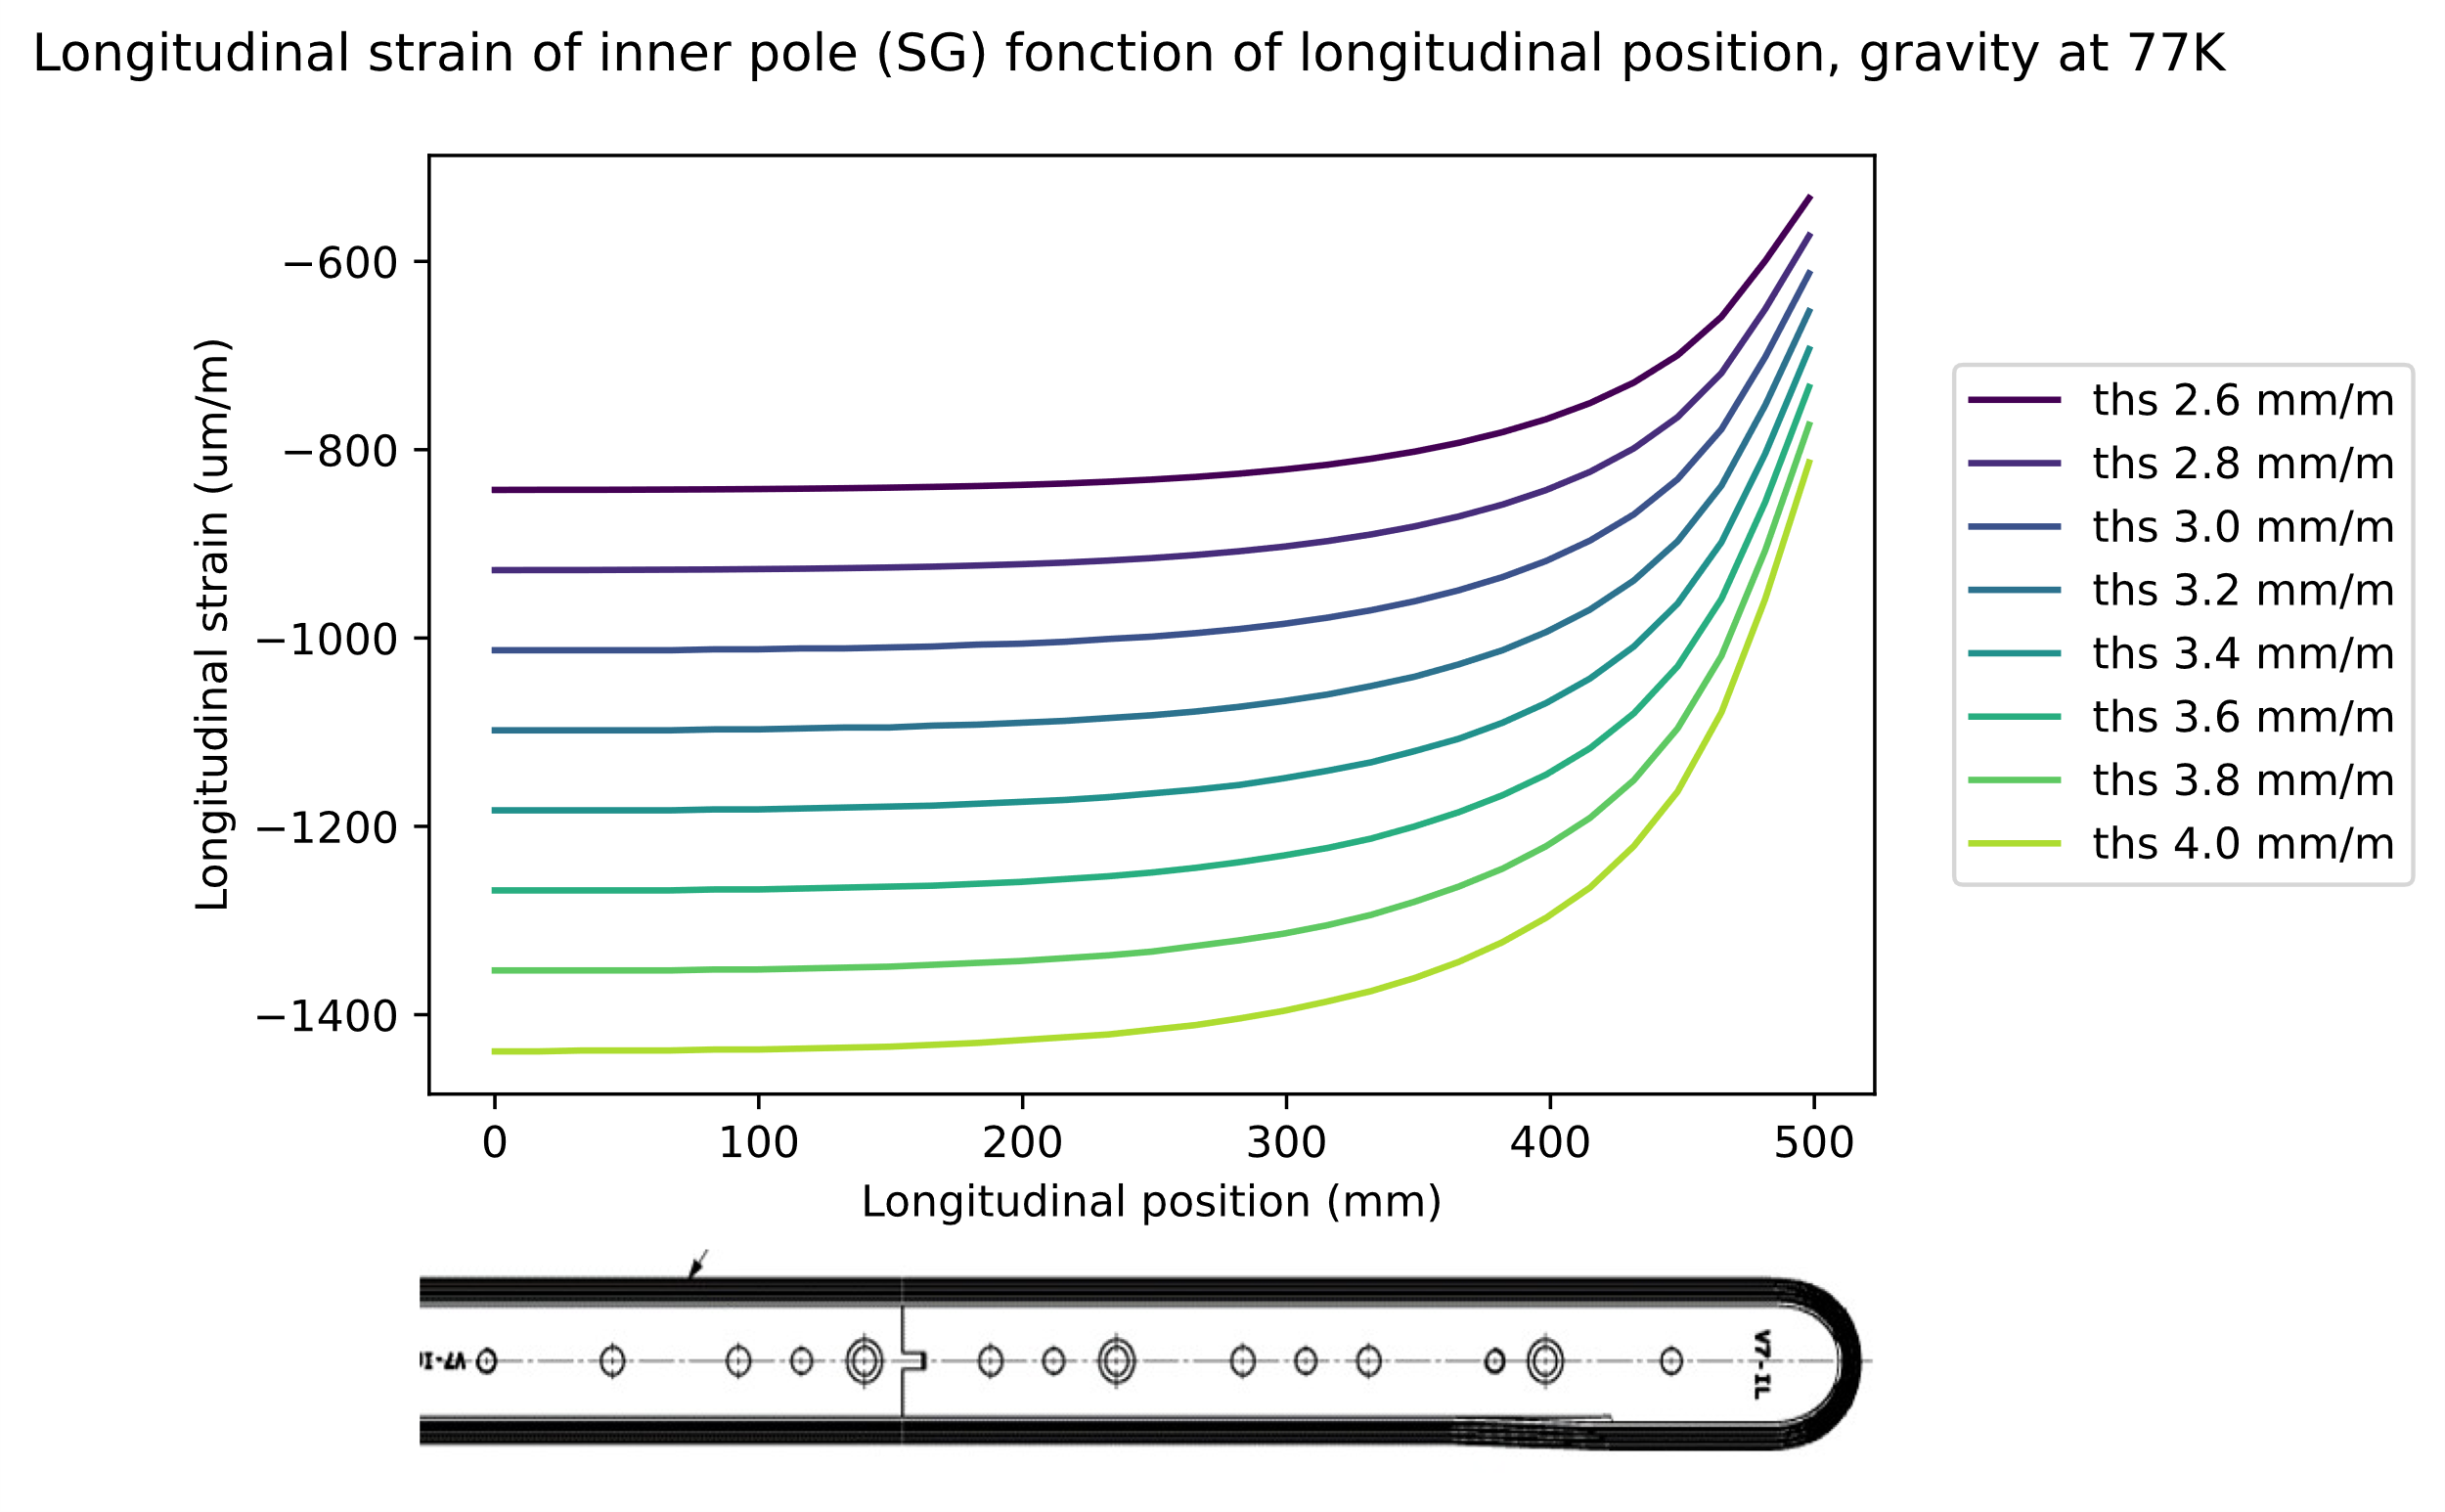 Longitudinal strain of inner pole (SG) fonction of longitudinal position, gravity at 77K
Longitudinal strain (um/m)
−600
−800
−1000
−1200
−1400
0 100 200 300 400 500
Longitudinal position (mm)
ths 2.6 mm/m
ths 2.8 mm/m
ths 3.0 mm/m
ths 3.2 mm/m
ths 3.4 mm/m
ths 3.6 mm/m
ths 3.8 mm/m
ths 4.0 mm/m
V7-IL